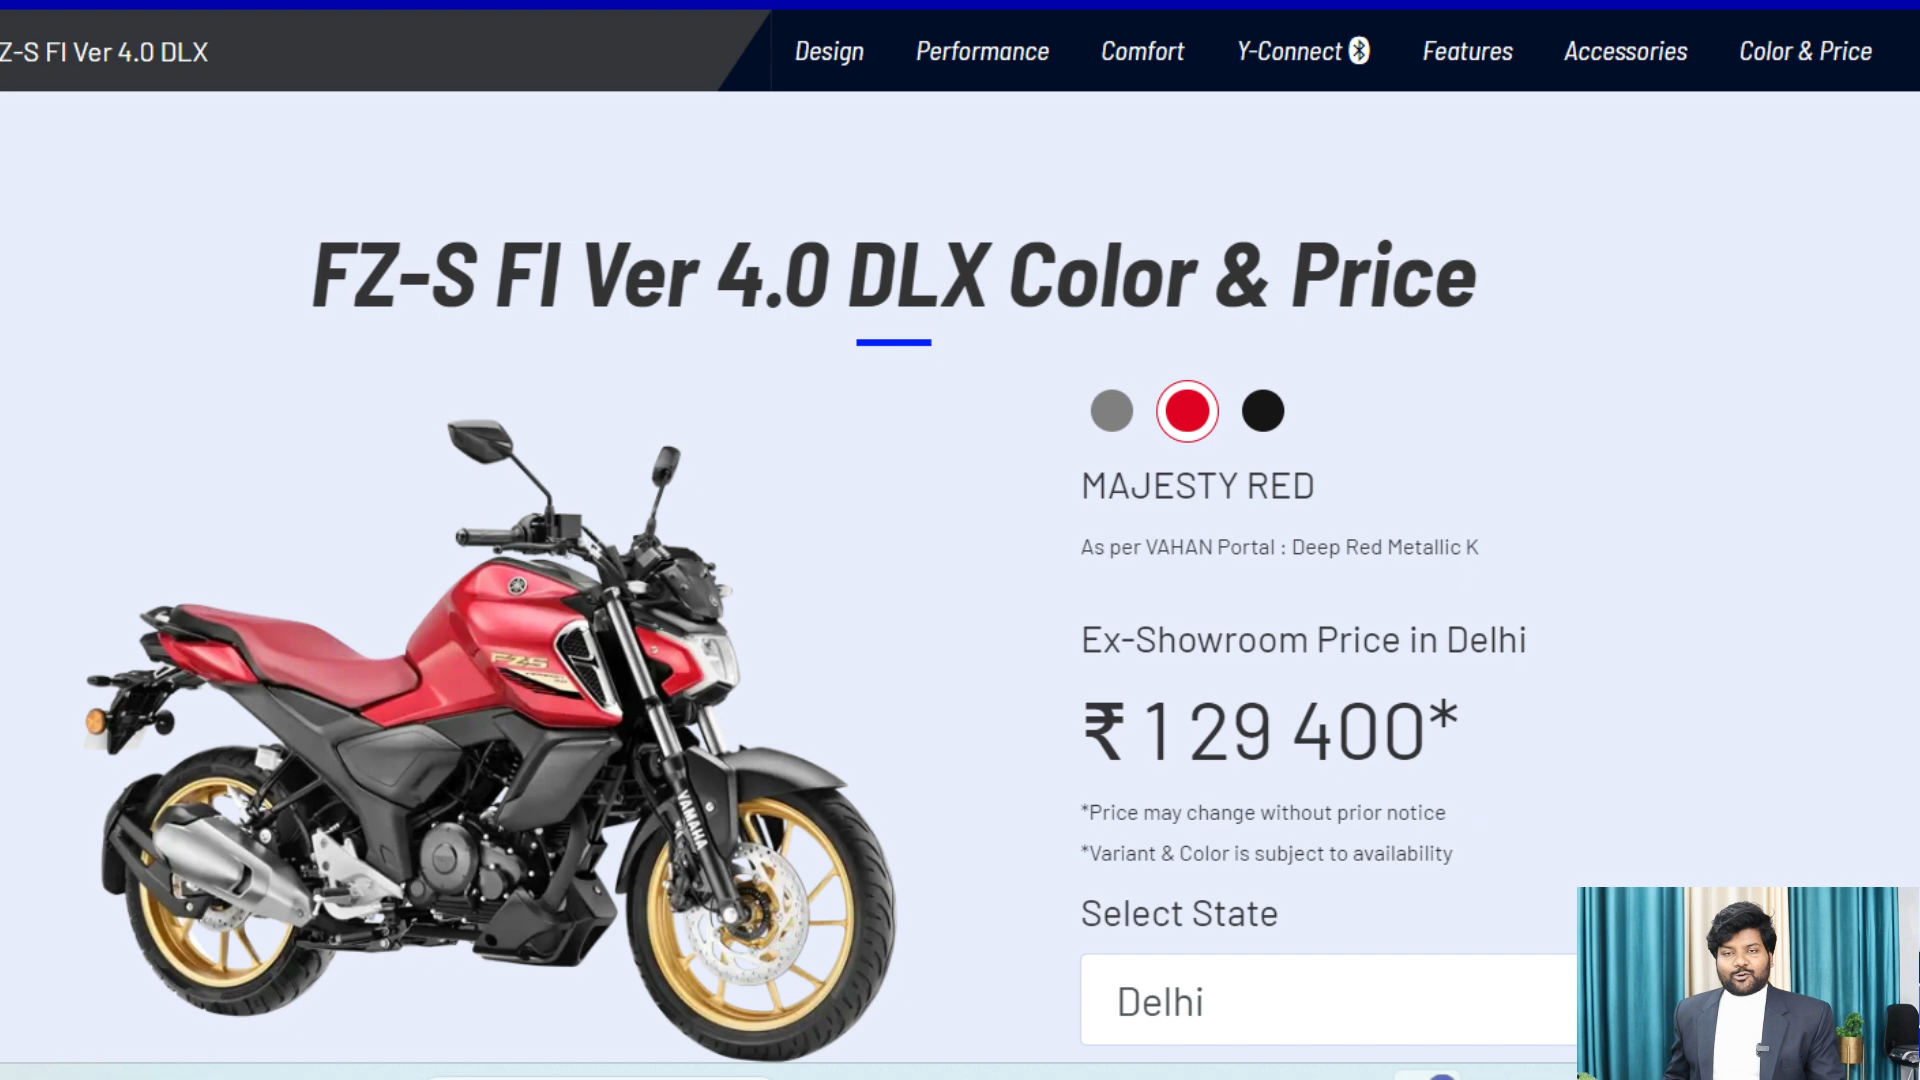 Z-S FI Ver 4.0 DLX
Design Performance Comfort Y-Connect Features Accessories Color & Price
FZ-S FI Ver 4.0 DLX Color & Price
MAJESTY RED
As per VAHAN Portal : Deep Red Metallic K
Ex-Showroom Price in Delhi
₹ 1 29 400*
*Price may change without prior notice
*Variant & Color is subject to availability
Select State
Delhi
FZS
YAMAHA